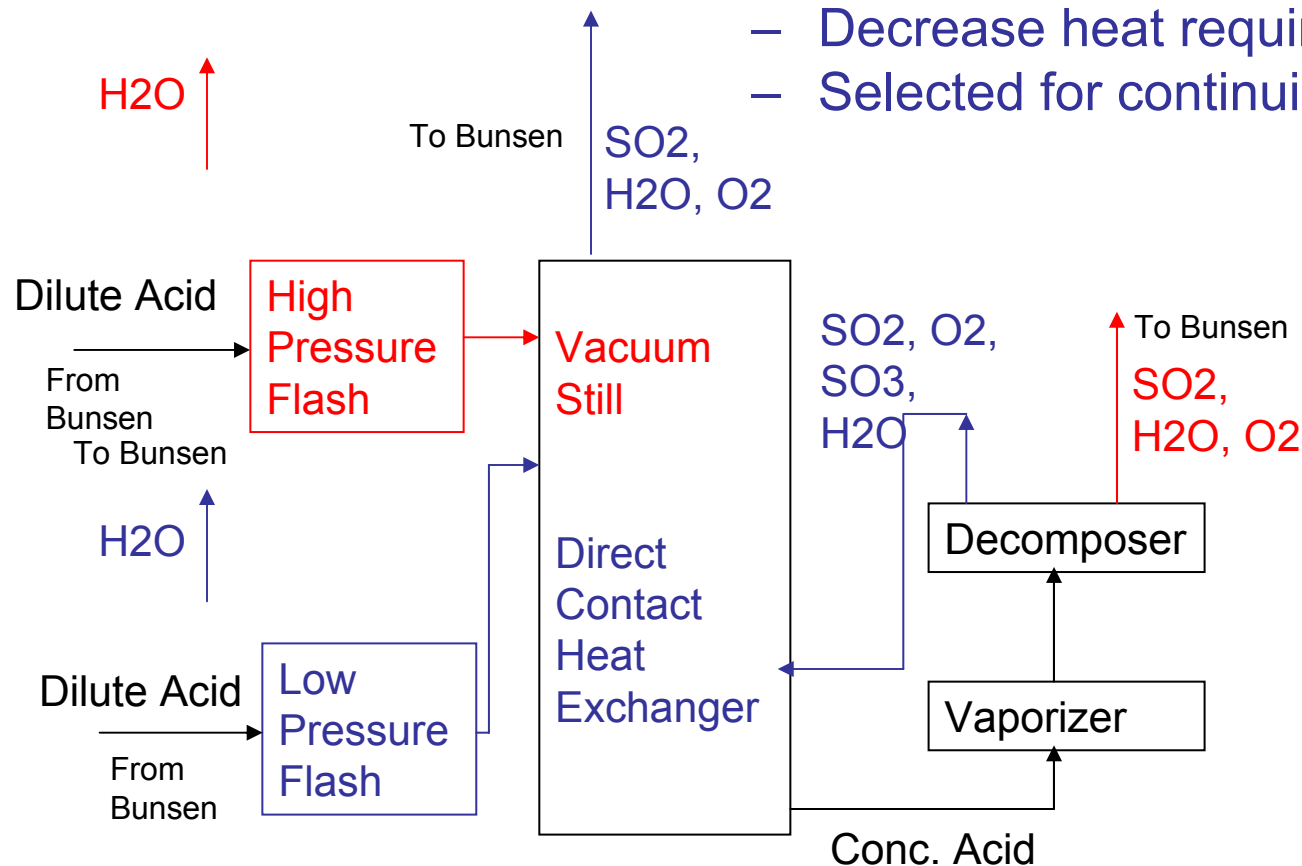 – Decrease heat requi
– Selected for continui
H2O
To Bunsen
SO2,
H2O, O2
Dilute Acid
High
Pressure
Flash
From
Bunsen
To Bunsen
H2O
Vacuum
Still
SO2, O2,
SO3,
H2O
To Bunsen
SO2,
H2O, O2
Direct
Contact
Heat
Exchanger
Decomposer
Dilute Acid
Low
Pressure
Flash
From
Bunsen
Vaporizer
Conc. Acid